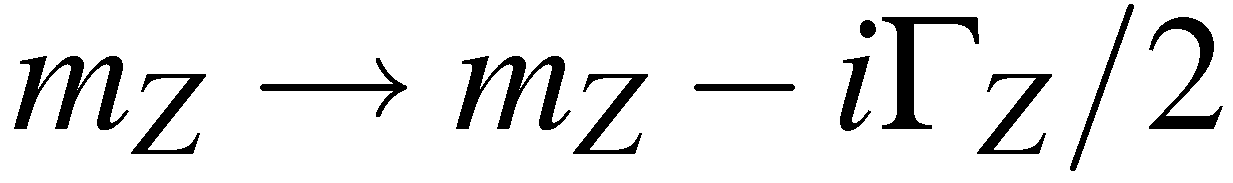 m_Z → m_Z − iΓ_Z/2